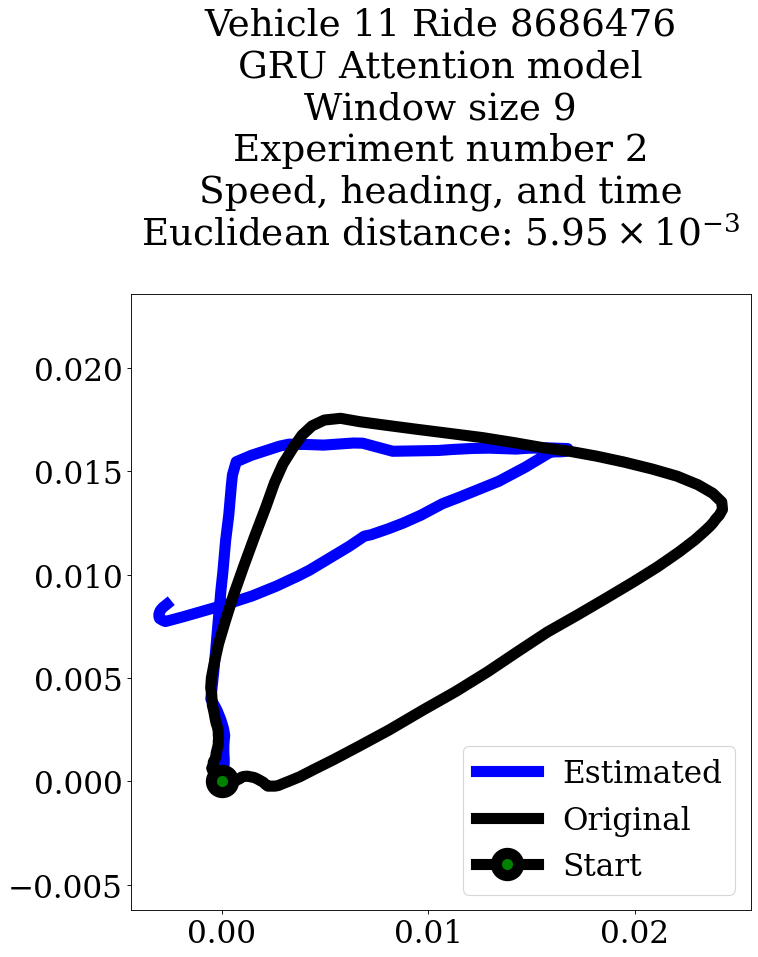 Vehicle 11 Ride 8686476
GRU Attention model
Window size 9
Experiment number 2
Speed, heading, and time
Euclidean distance: 5.95 × 10⁻³
0.020
0.015
0.010
0.005
0.000
−0.005
0.00 0.01 0.02
Estimated
Original
Start